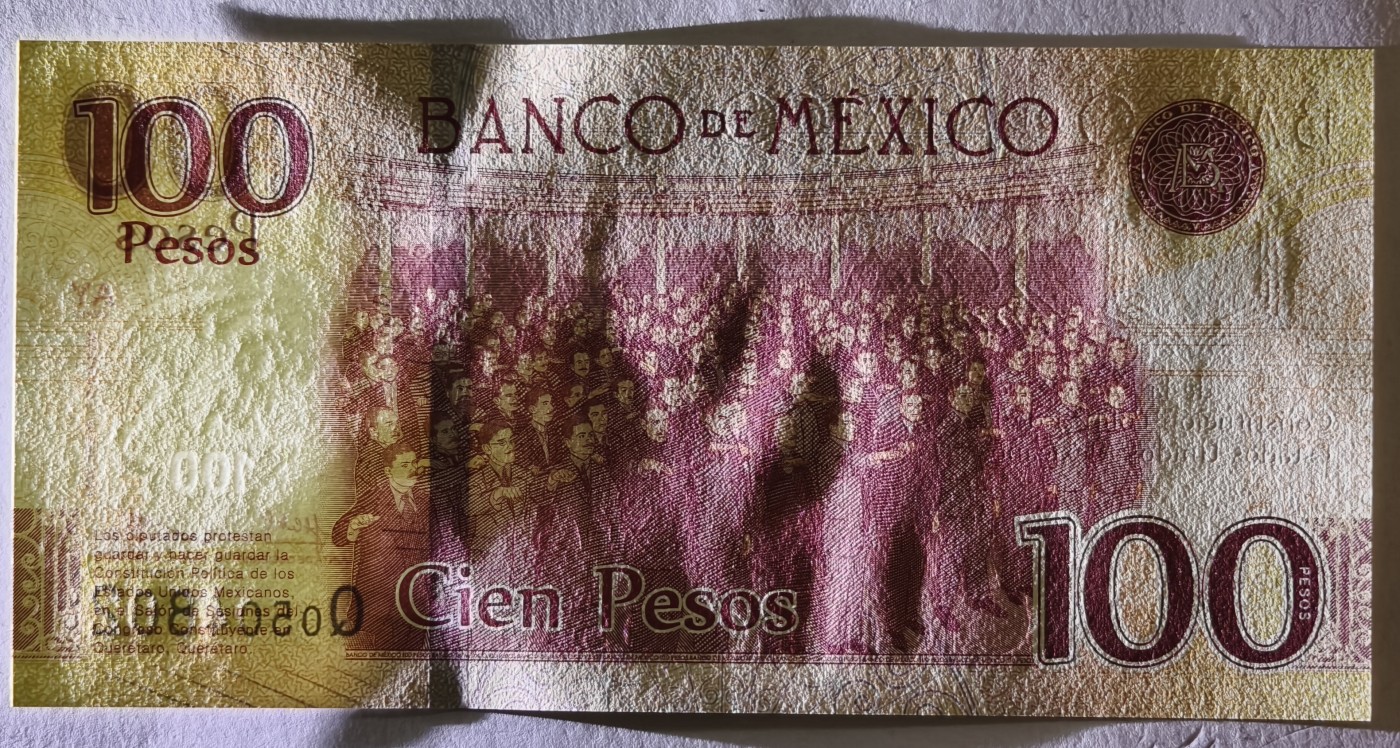 100
BANCO DE MÉXICO
Pesos
100
Los diputados protestan
guardar y hacer guardar la
Constitución Política de los
Estados Unidos Mexicanos,
en el Salón de Sesiones del
Congreso Constituyente en
Querétaro, Querétaro.
Cien Pesos
100
PESOS